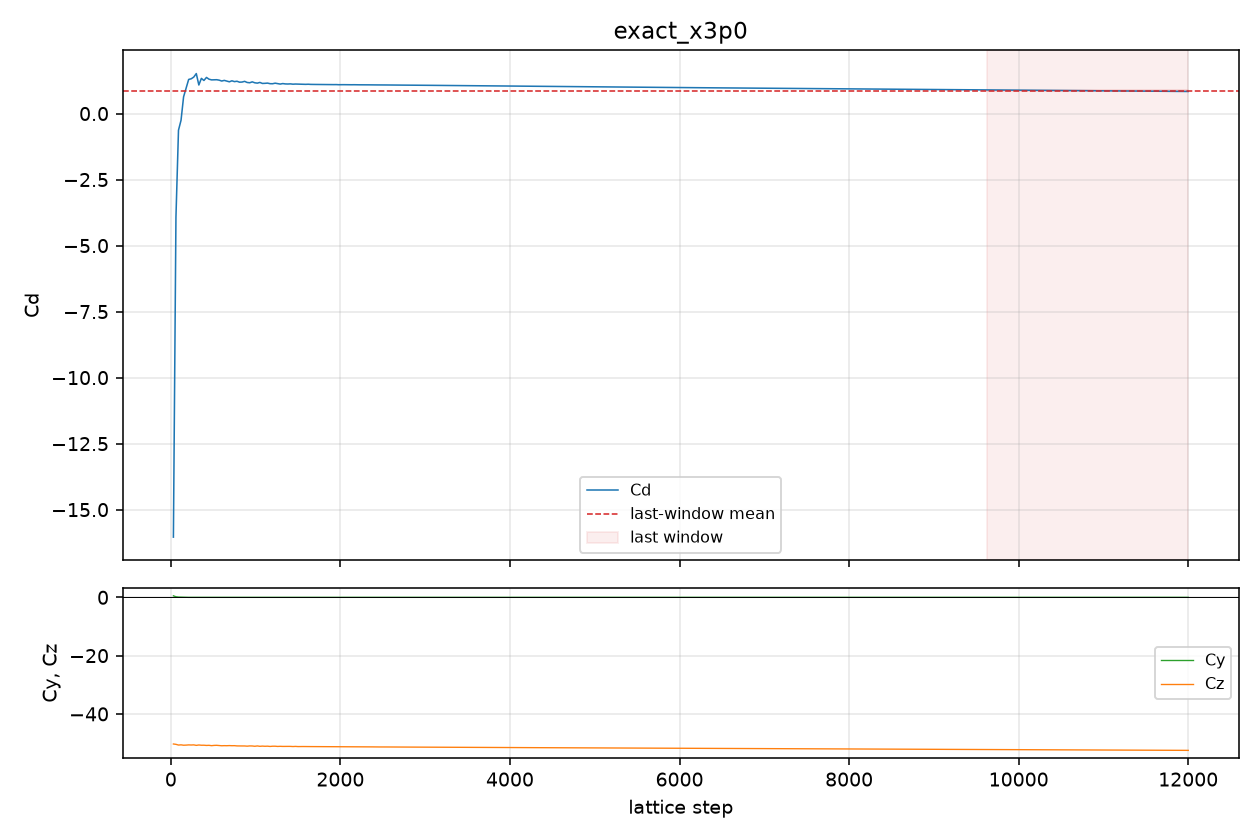 exact_x3p0
0.0
−2.5
−5.0
−7.5
−10.0
−12.5
−15.0
Cd
Cd
last-window mean
last window
0
−20
−40
Cy, Cz
Cy
Cz
0
2000
4000
6000
8000
10000
12000
lattice step